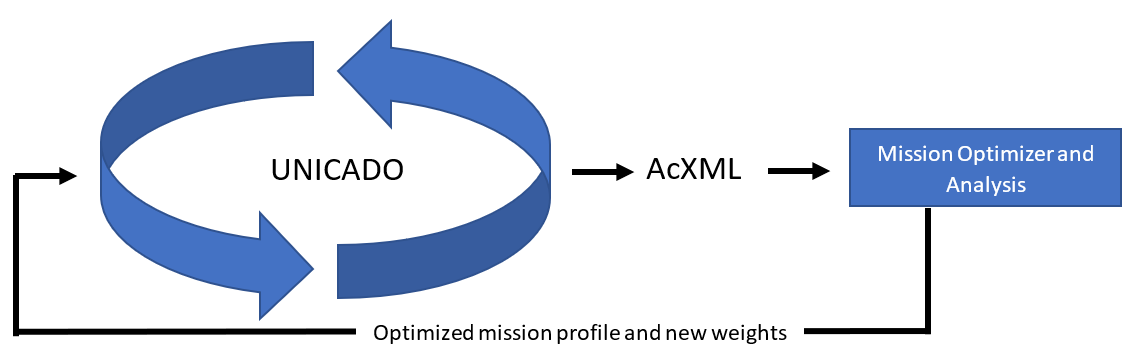 UNICADO
AcXML
Mission Optimizer and
Analysis
Optimized mission profile and new weights